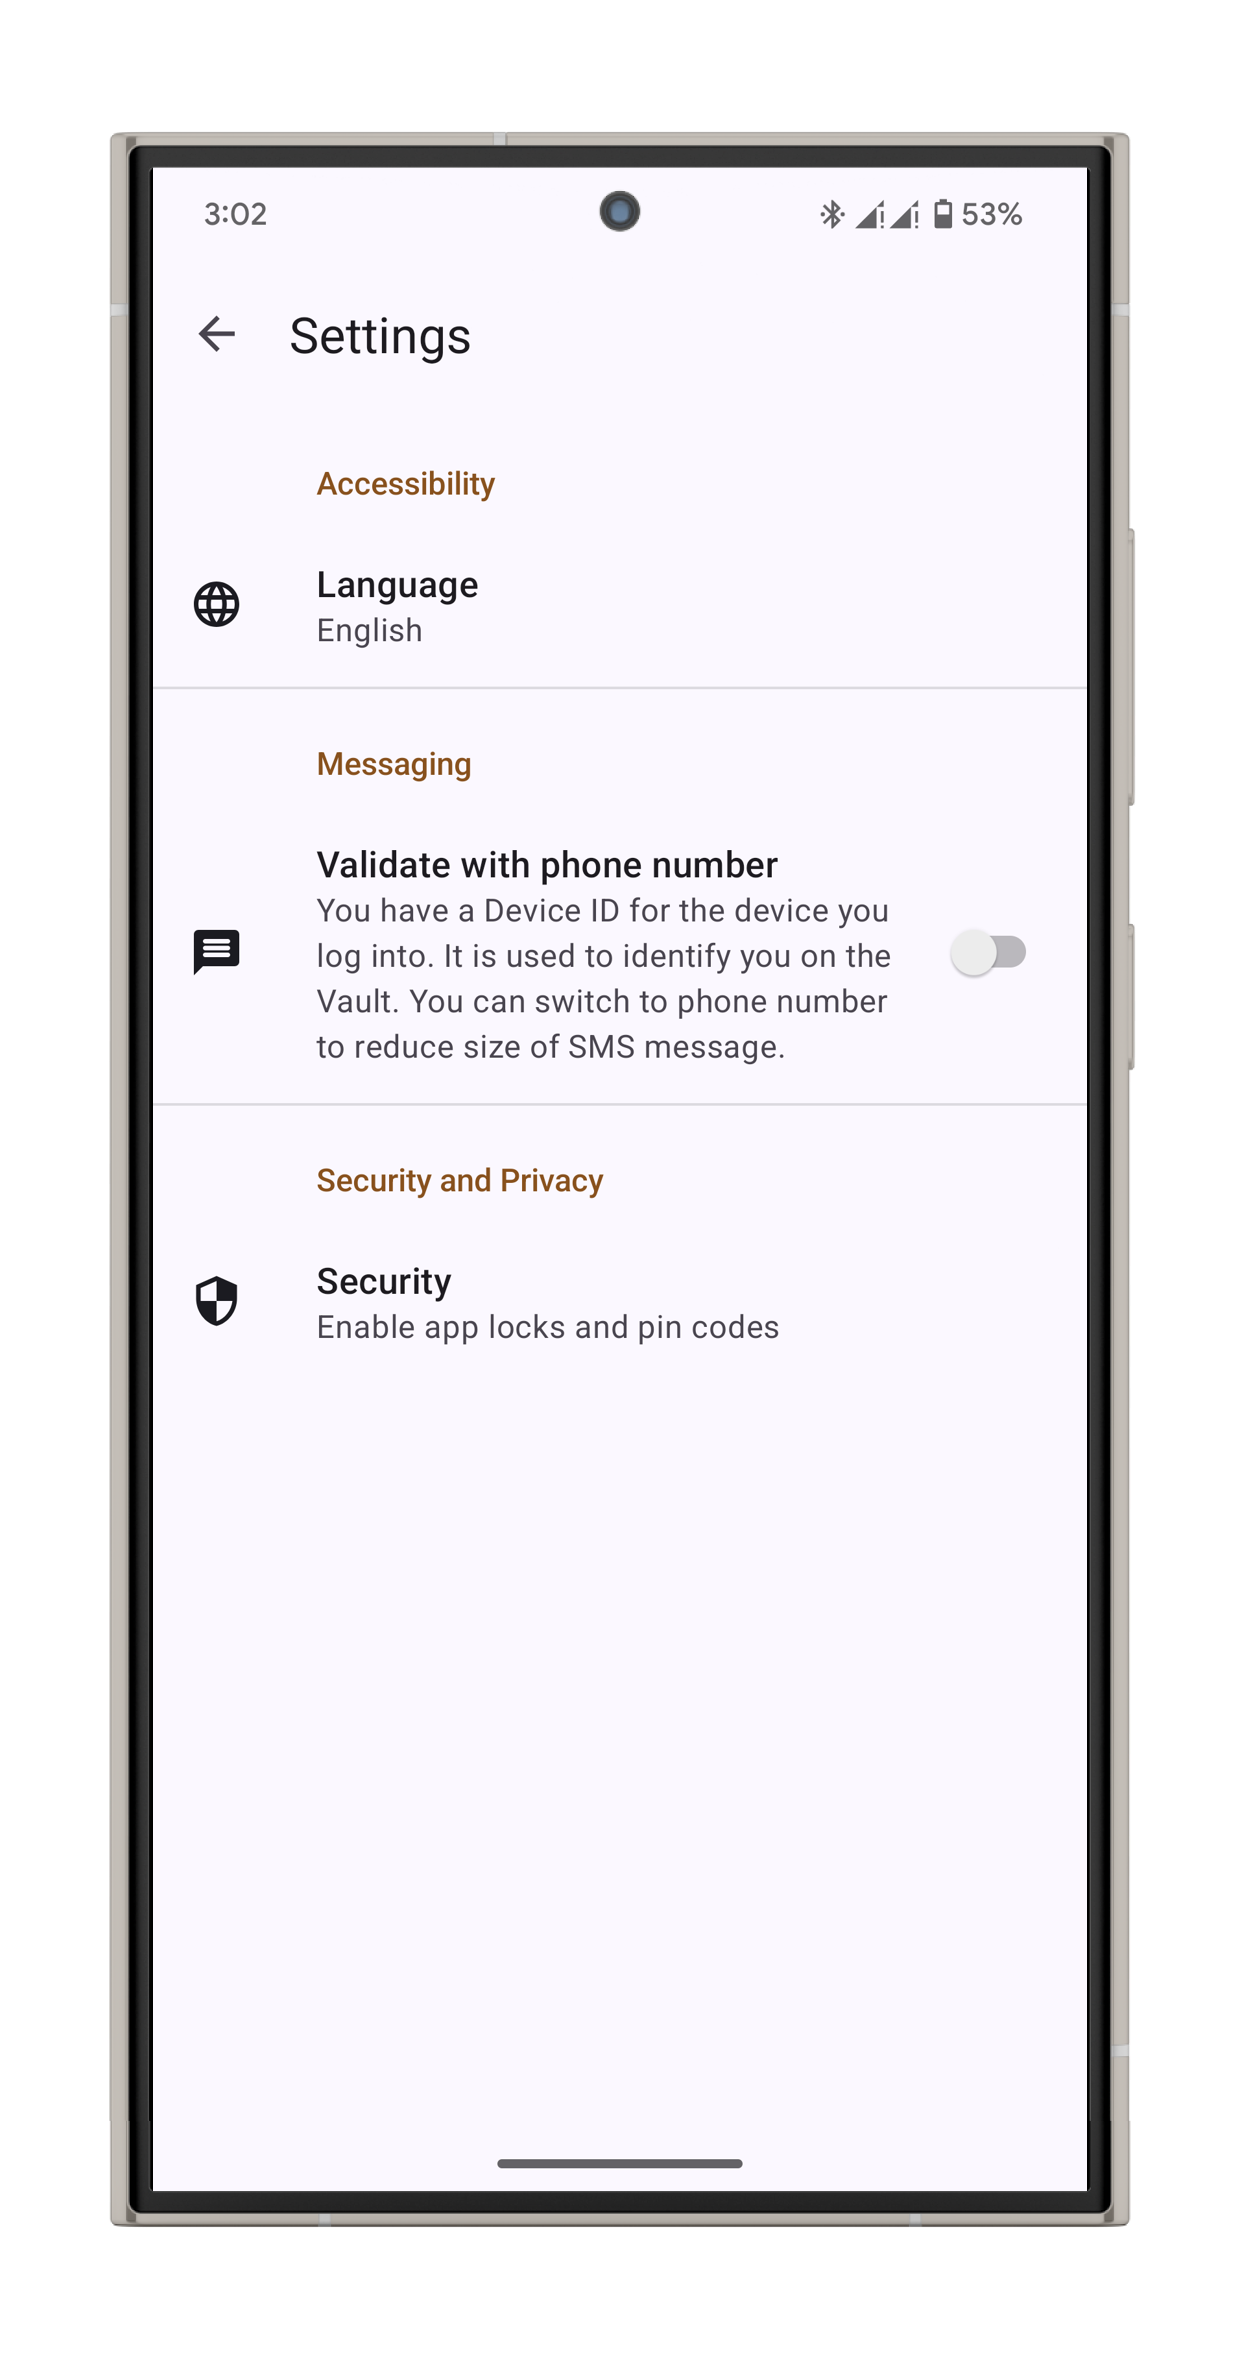 3:02
53%
Settings
Accessibility
Language
English
Messaging
Validate with phone number
You have a Device ID for the device you
log into. It is used to identify you on the
Vault. You can switch to phone number
to reduce size of SMS message.
Security and Privacy
Security
Enable app locks and pin codes